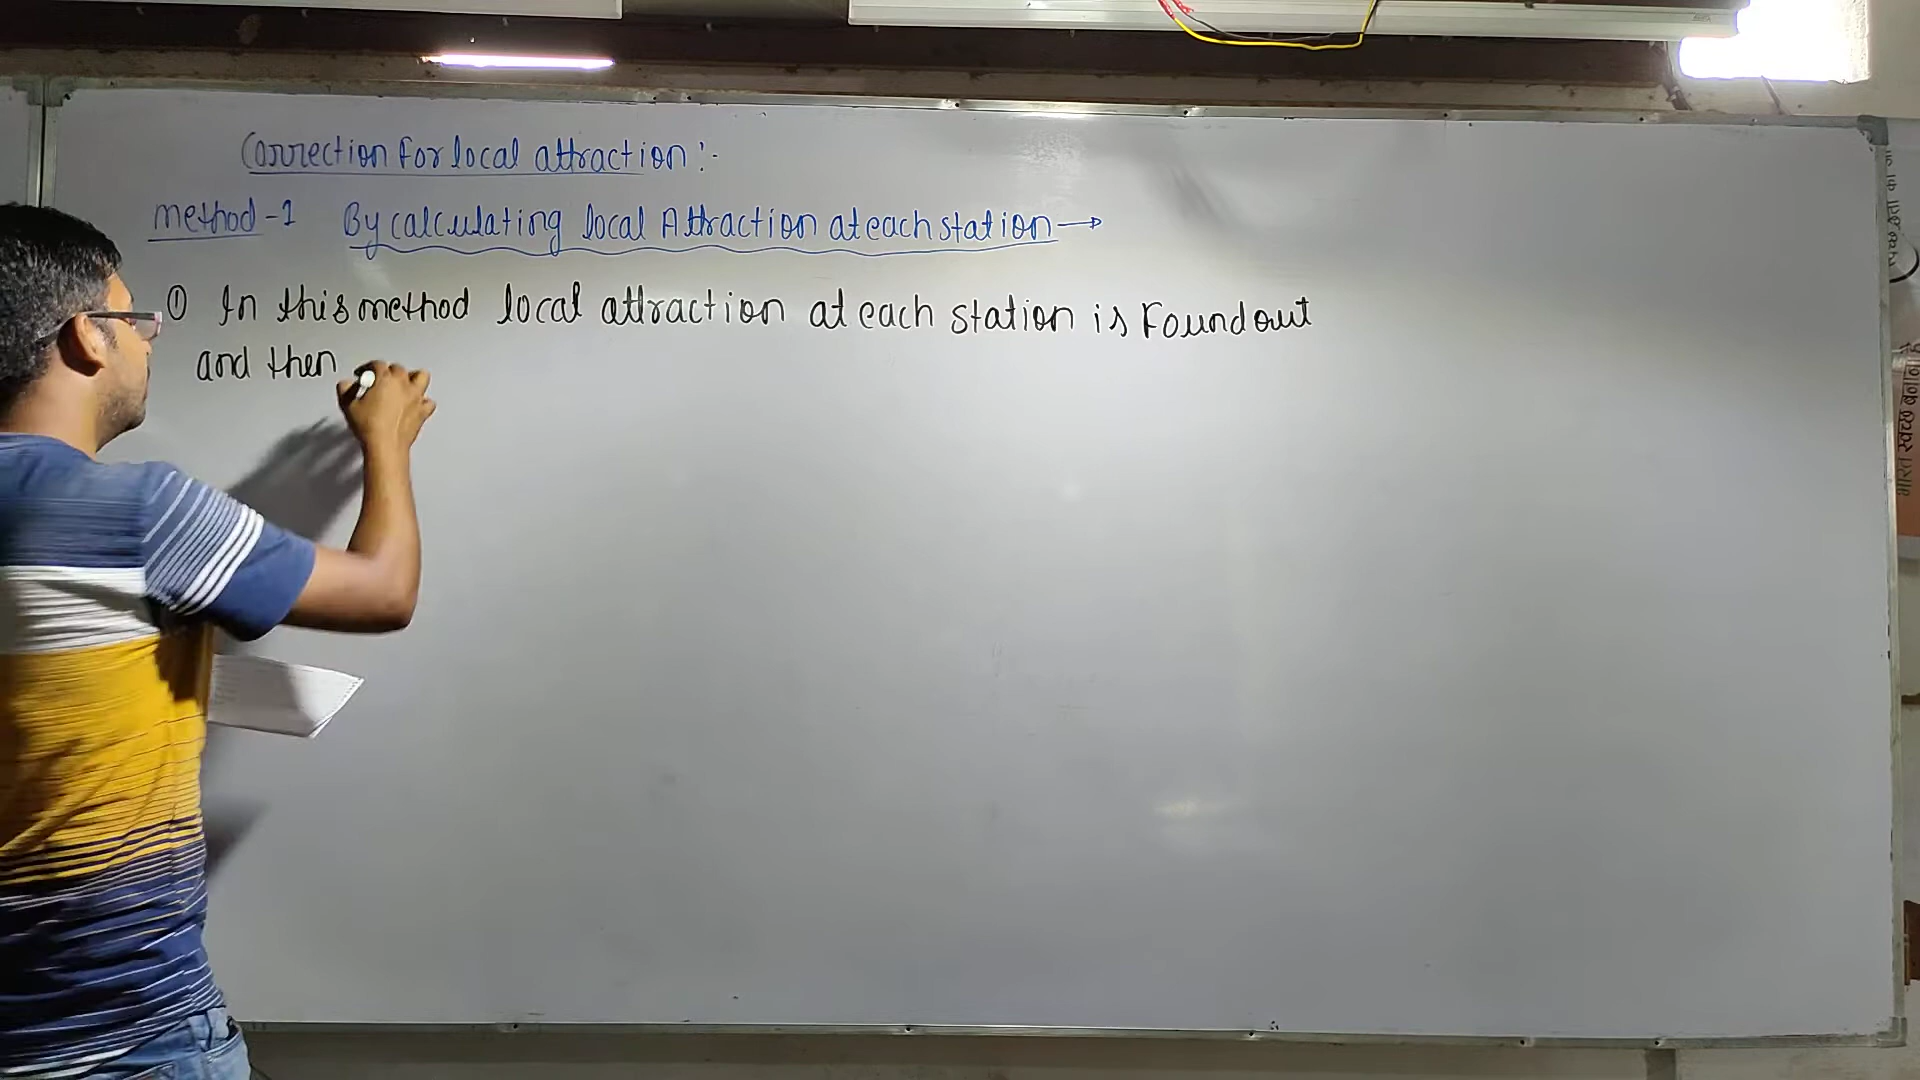 Correction for local attraction :-
method-1 By calculating local Attraction at each station→
① In this method local attraction at each station is Found out
and then